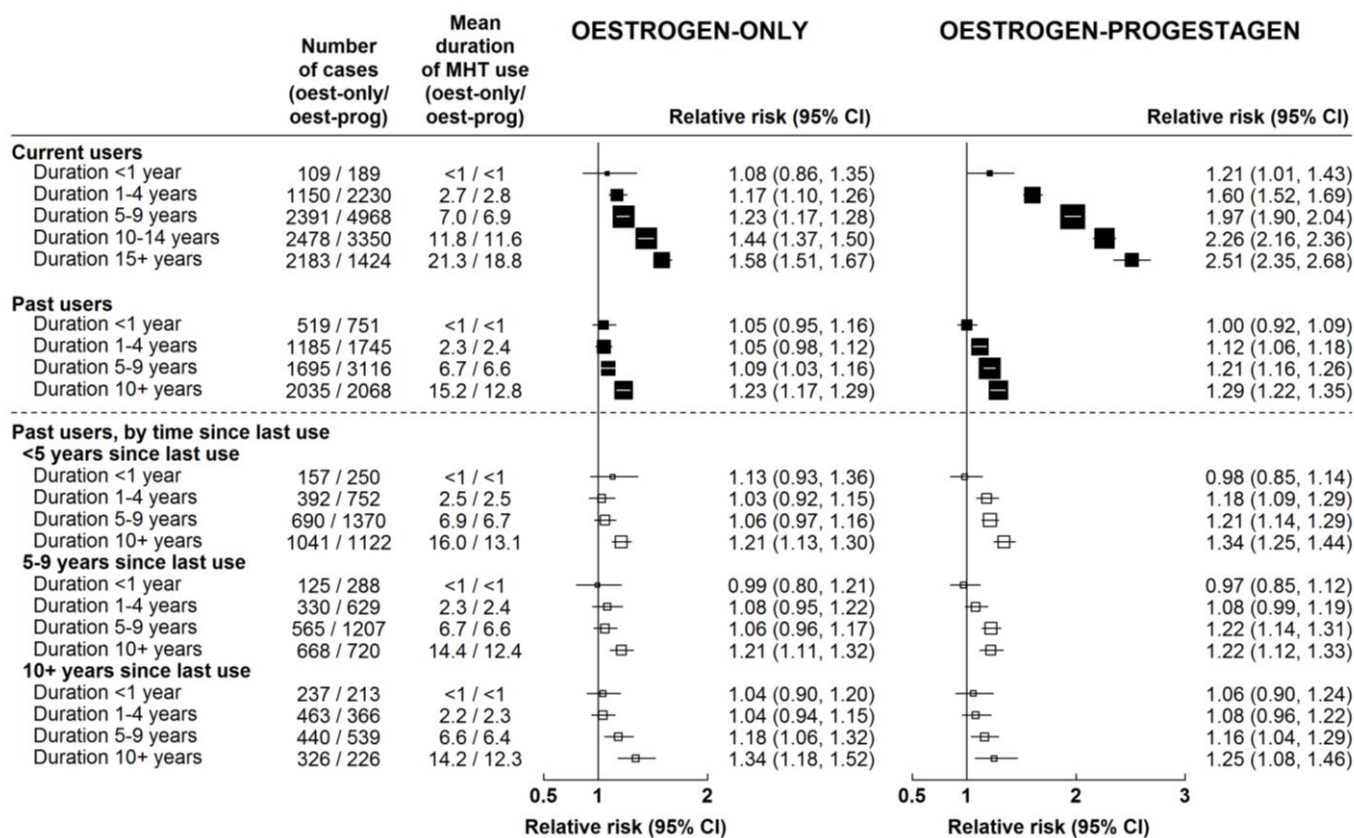 OESTROGEN-ONLY OESTROGEN-PROGESTAGEN
Number of cases (oest-only/ oest-prog) Mean duration of MHT use (oest-only/ oest-prog) Relative risk (95% CI) Relative risk (95% CI)
Current users
Duration <1 year 109 / 189 <1 / <1 1.08 (0.86, 1.35) 1.21 (1.01, 1.43)
Duration 1-4 years 1150 / 2230 2.7 / 2.8 1.17 (1.10, 1.26) 1.60 (1.52, 1.69)
Duration 5-9 years 2391 / 4968 7.0 / 6.9 1.23 (1.17, 1.28) 1.97 (1.90, 2.04)
Duration 10-14 years 2478 / 3350 11.8 / 11.6 1.44 (1.37, 1.50) 2.26 (2.16, 2.36)
Duration 15+ years 2183 / 1424 21.3 / 18.8 1.58 (1.51, 1.67) 2.51 (2.35, 2.68)
Past users
Duration <1 year 519 / 751 <1 / <1 1.05 (0.95, 1.16) 1.00 (0.92, 1.09)
Duration 1-4 years 1185 / 1745 2.3 / 2.4 1.05 (0.98, 1.12) 1.12 (1.06, 1.18)
Duration 5-9 years 1695 / 3116 6.7 / 6.6 1.09 (1.03, 1.16) 1.21 (1.16, 1.26)
Duration 10+ years 2035 / 2068 15.2 / 12.8 1.23 (1.17, 1.29) 1.29 (1.22, 1.35)
Past users, by time since last use
<5 years since last use
Duration <1 year 157 / 250 <1 / <1 1.13 (0.93, 1.36) 0.98 (0.85, 1.14)
Duration 1-4 years 392 / 752 2.5 / 2.5 1.03 (0.92, 1.15) 1.18 (1.09, 1.29)
Duration 5-9 years 690 / 1370 6.9 / 6.7 1.06 (0.97, 1.16) 1.21 (1.14, 1.29)
Duration 10+ years 1041 / 1122 16.0 / 13.1 1.21 (1.13, 1.30) 1.34 (1.25, 1.44)
5-9 years since last use
Duration <1 year 125 / 288 <1 / <1 0.99 (0.80, 1.21) 0.97 (0.85, 1.12)
Duration 1-4 years 330 / 629 2.3 / 2.4 1.08 (0.95, 1.22) 1.08 (0.99, 1.19)
Duration 5-9 years 565 / 1207 6.7 / 6.6 1.06 (0.96, 1.17) 1.22 (1.14, 1.31)
Duration 10+ years 668 / 720 14.4 / 12.4 1.21 (1.11, 1.32) 1.22 (1.12, 1.33)
10+ years since last use
Duration <1 year 237 / 213 <1 / <1 1.04 (0.90, 1.20) 1.06 (0.90, 1.24)
Duration 1-4 years 463 / 366 2.2 / 2.3 1.04 (0.94, 1.15) 1.08 (0.96, 1.22)
Duration 5-9 years 440 / 539 6.6 / 6.4 1.18 (1.06, 1.32) 1.16 (1.04, 1.29)
Duration 10+ years 326 / 226 14.2 / 12.3 1.34 (1.18, 1.52) 1.25 (1.08, 1.46)
0.5 1 2 0.5 1 2 3
Relative risk (95% CI) Relative risk (95% CI)